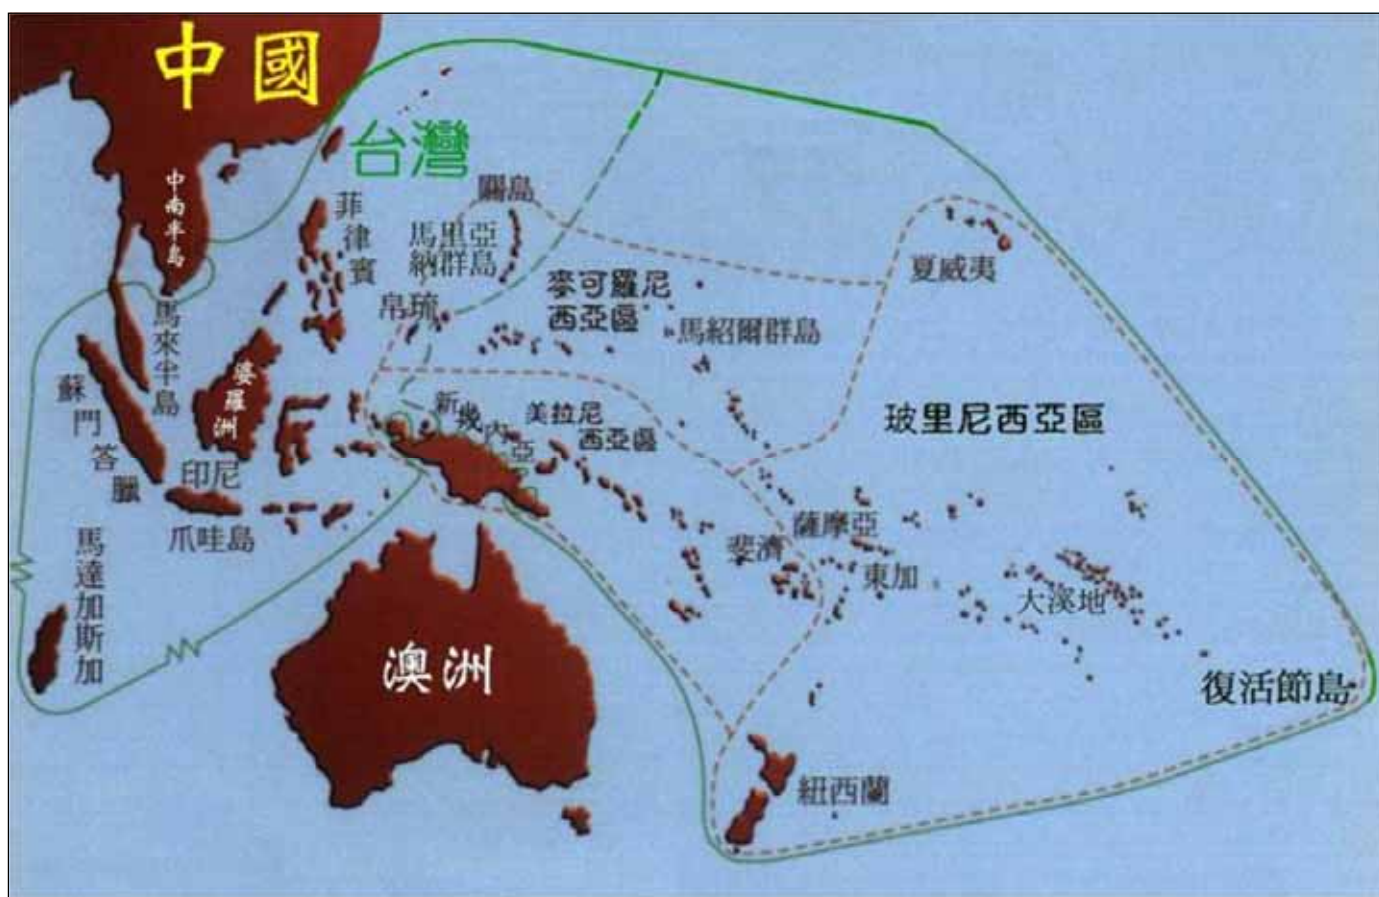 中國
台灣
中南半島
菲律賓
關島
馬里亞
納群島
夏威夷
帛琉
麥可羅尼
西亞區
馬紹爾群島
馬來半島
婆羅洲
蘇門答臘
新幾內亞
美拉尼
西亞區
玻里尼西亞區
印尼
爪哇島
薩摩亞
斐濟
東加
大溪地
馬達加斯加
澳洲
復活節島
紐西蘭